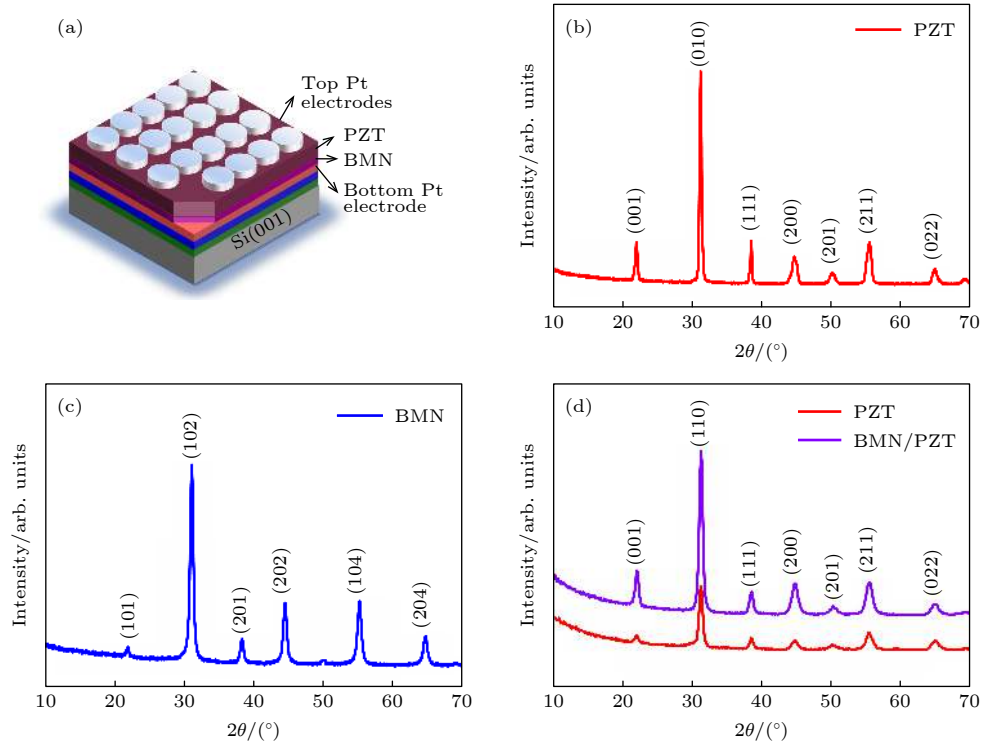 (a)
Top Pt
electrodes
PZT
BMN
Bottom Pt
electrode
Si(001)
(b)
PZT
(001)
(010)
(111)
(200)
(201)
(211)
(022)
Intensity/arb. units
10 20 30 40 50 60 70
2θ/(°)
(c)
BMN
(101)
(102)
(201)
(202)
(104)
(204)
Intensity/arb. units
10 20 30 40 50 60 70
2θ/(°)
(d)
PZT
BMN/PZT
(001)
(110)
(111)
(200)
(201)
(211)
(022)
Intensity/arb. units
10 20 30 40 50 60 70
2θ/(°)